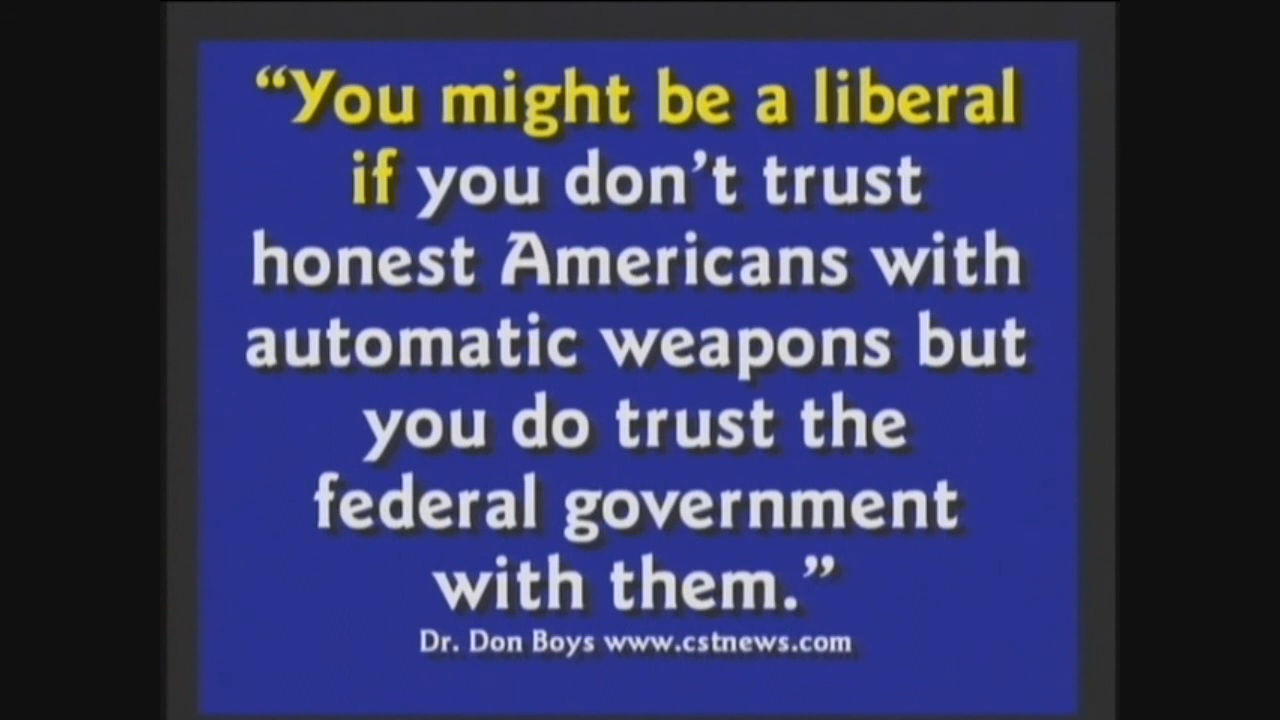 “You might be a liberal
if you don’t trust
honest Americans with
automatic weapons but
you do trust the
federal government
with them.”
Dr. Don Boys www.cstnews.com